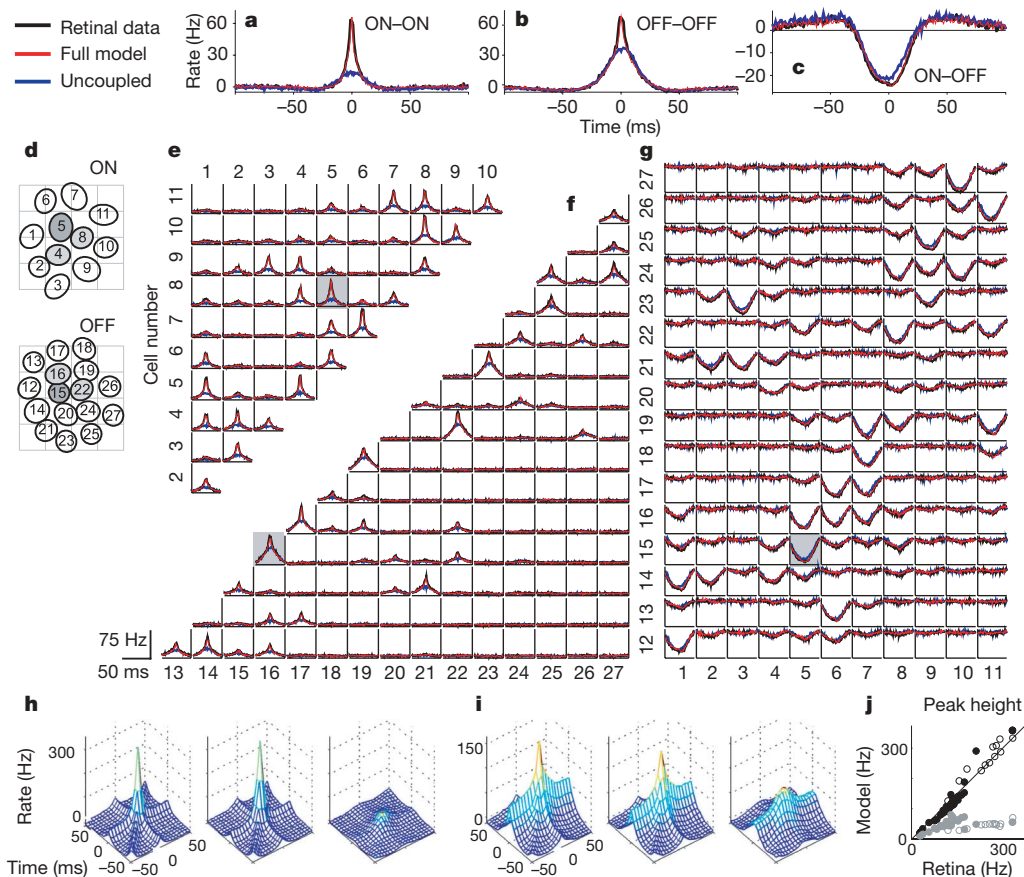 Retinal data
Full model
Uncoupled
a
ON–ON
Rate (Hz)
60
30
0
−50
0
50
b
OFF–OFF
60
30
0
−50
0
50
Time (ms)
c
ON–OFF
0
−10
−20
−50
0
50
d
ON
6
7
11
5
1
8
10
4
2
9
3
OFF
17
18
13
19
16
12
15
22
26
14
20
24
27
21
23
25
e
1 2 3 4 5 6 7 8 9 10
Cell number
11
10
9
8
7
6
5
4
3
2
f
75 Hz
50 ms
13 14 15 16 17 18 19 20 21 22 23 24 25 26 27
g
27
26
25
24
23
22
21
20
19
18
17
16
15
14
13
12
1 2 3 4 5 6 7 8 9 10 11
h
Rate (Hz)
300
0
50
0
−50
−50
0
50
Time (ms)
i
150
0
50
0
−50
−50
0
50
j
Peak height
Model (Hz)
300
0
0
300
Retina (Hz)